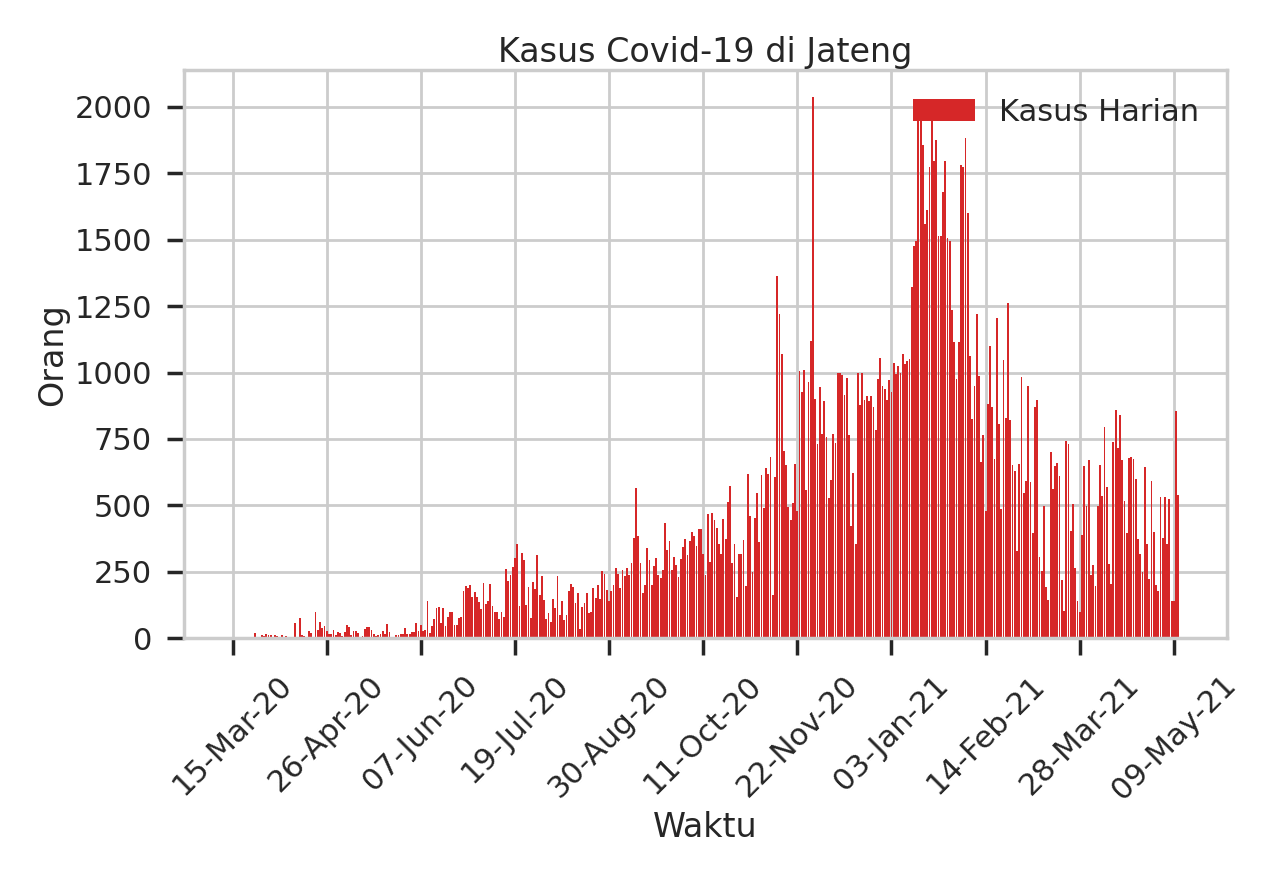 Kasus Covid-19 di Jateng
Kasus Harian
2000
1750
1500
1250
1000
750
500
250
0
Orang
15-Mar-20
26-Apr-20
07-Jun-20
19-Jul-20
30-Aug-20
11-Oct-20
22-Nov-20
03-Jan-21
14-Feb-21
28-Mar-21
09-May-21
Waktu